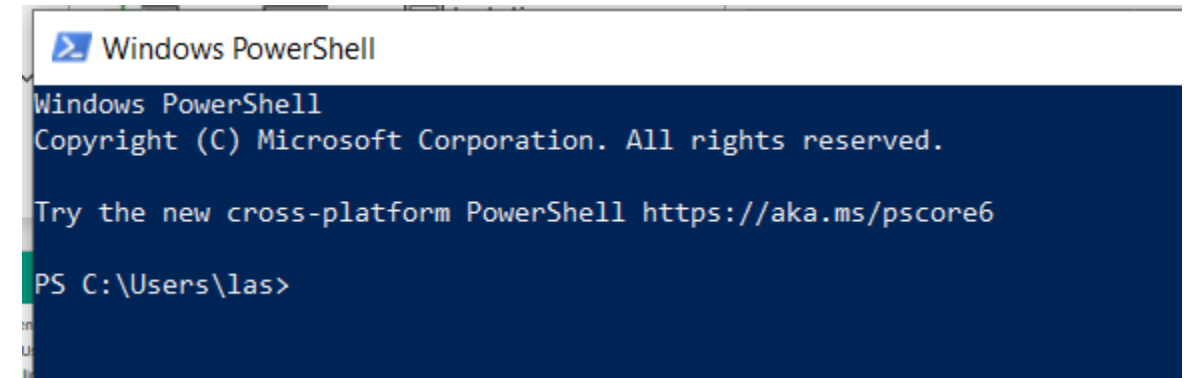 Windows PowerShell
Windows PowerShell
Copyright (C) Microsoft Corporation. All rights reserved.
Try the new cross-platform PowerShell https://aka.ms/pscore6
PS C:\Users\las>